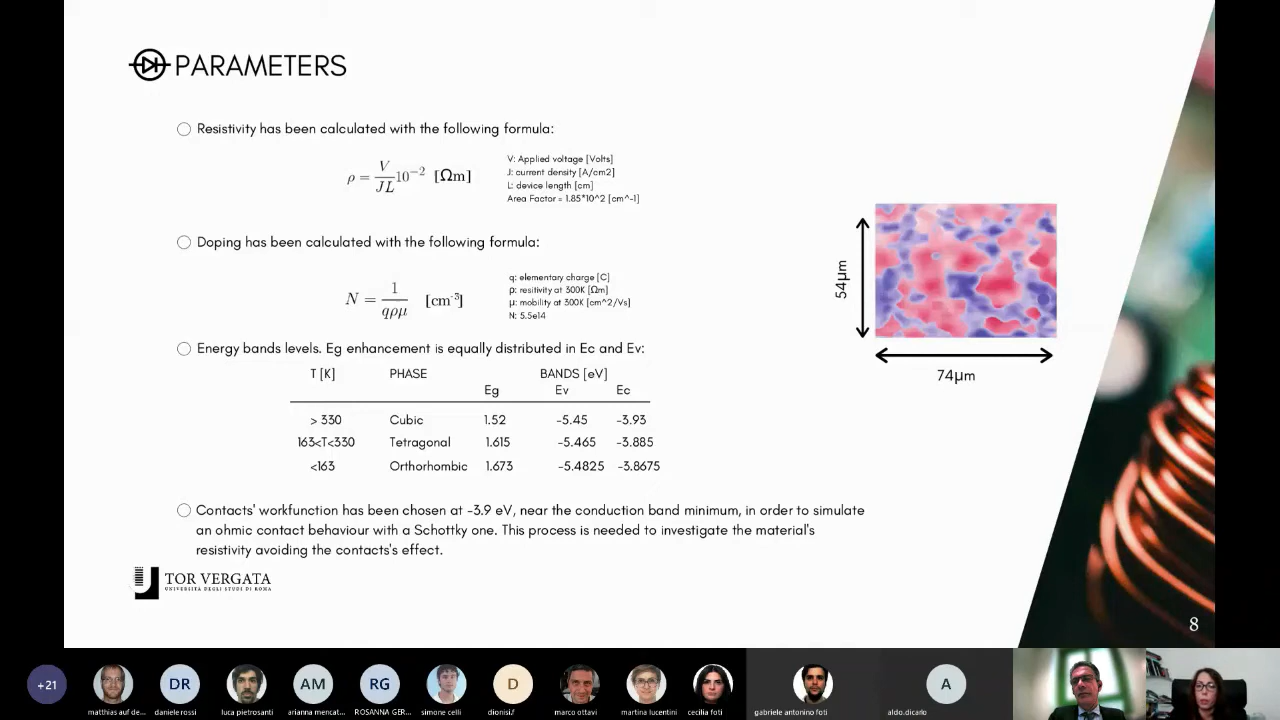 PARAMETERS
Resistivity has been calculated with the following formula:
ρ = V/JL 10⁻² [Ωm]
V: Applied voltage [Volts]
J: current density [A/cm2]
L: device length [cm]
Area Factor = 1.85*10^2 [cm^-1]
Doping has been calculated with the following formula:
N = 1/qρμ [cm⁻³]
q: elementary charge [C]
ρ: resitivity at 300K [Ωm]
μ: mobility at 300K [cm^2/Vs]
N: 5.5e14
54μm
74μm
Energy bands levels. Eg enhancement is equally distributed in Ec and Ev:
T [K] PHASE BANDS [eV]
Eg Ev Ec
> 330 Cubic 1.52 -5.45 -3.93
163<T<330 Tetragonal 1.615 -5.465 -3.885
<163 Orthorhombic 1.673 -5.4825 -3.8675
Contacts' workfunction has been chosen at -3.9 eV, near the conduction band minimum, in order to simulate
an ohmic contact behaviour with a Schottky one. This process is needed to investigate the material's
resistivity avoiding the contacts's effect.
TOR VERGATA
UNIVERSITÀ DEGLI STUDI DI ROMA
8
+21 DR AM RG D A
matthias auf de... daniele rossi luca pietrosanti arianna mencat... ROSANNA GER... simone celli dionisi.f marco ottavi martina lucentini cecilia foti gabriele antonino foti aldo.dicarlo